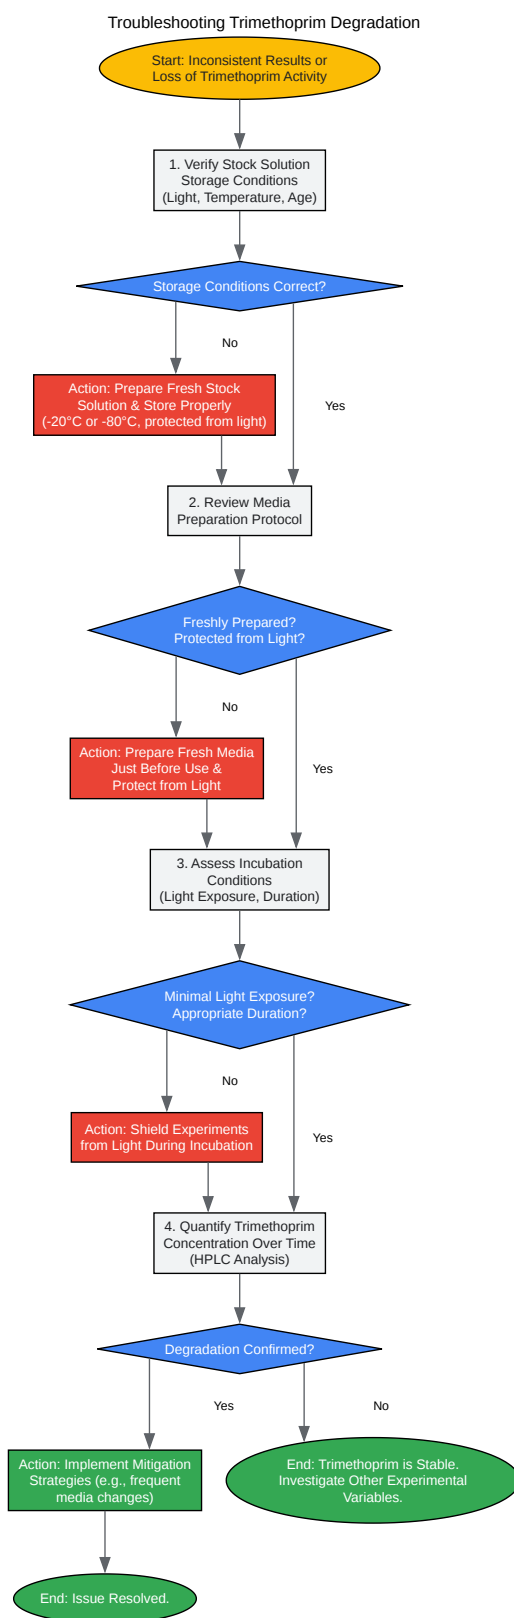 Troubleshooting Trimethoprim Degradation
Start: Inconsistent Results or
Loss of Trimethoprim Activity
1. Verify Stock Solution
Storage Conditions
(Light, Temperature, Age)
Storage Conditions Correct?
No
Action: Prepare Fresh Stock
Solution & Store Properly
(-20°C or -80°C, protected from light)
Yes
2. Review Media
Preparation Protocol
Freshly Prepared?
Protected from Light?
No
Action: Prepare Fresh Media
Just Before Use &
Protect from Light
Yes
3. Assess Incubation
Conditions
(Light Exposure, Duration)
Minimal Light Exposure?
Appropriate Duration?
No
Action: Shield Experiments
from Light During Incubation
Yes
4. Quantify Trimethoprim
Concentration Over Time
(HPLC Analysis)
Degradation Confirmed?
Yes
No
Action: Implement Mitigation
Strategies (e.g., frequent
media changes)
End: Trimethoprim is Stable.
Investigate Other Experimental
Variables.
End: Issue Resolved.